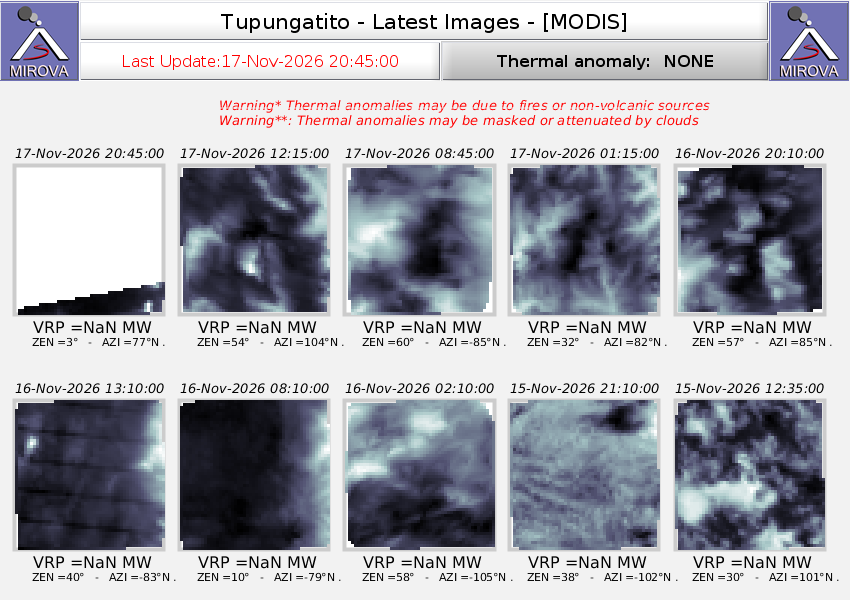 Tupungatito - Latest Images - [MODIS]
MIROVA
Last Update:17-Nov-2026 20:45:00
Thermal anomaly: NONE
MIROVA
Warning* Thermal anomalies may be due to fires or non-volcanic sources
Warning**: Thermal anomalies may be masked or attenuated by clouds
17-Nov-2026 20:45:00
17-Nov-2026 12:15:00
17-Nov-2026 08:45:00
17-Nov-2026 01:15:00
16-Nov-2026 20:10:00
VRP =NaN MW
VRP =NaN MW
VRP =NaN MW
VRP =NaN MW
VRP =NaN MW
ZEN =3° - AZI =77°N .
ZEN =54° - AZI =104°N .
ZEN =60° - AZI =-85°N .
ZEN =32° - AZI =82°N .
ZEN =57° - AZI =85°N .
16-Nov-2026 13:10:00
16-Nov-2026 08:10:00
16-Nov-2026 02:10:00
15-Nov-2026 21:10:00
15-Nov-2026 12:35:00
VRP =NaN MW
VRP =NaN MW
VRP =NaN MW
VRP =NaN MW
VRP =NaN MW
ZEN =40° - AZI =-83°N .
ZEN =10° - AZI =-79°N .
ZEN =58° - AZI =-105°N .
ZEN =38° - AZI =-102°N .
ZEN =30° - AZI =101°N .